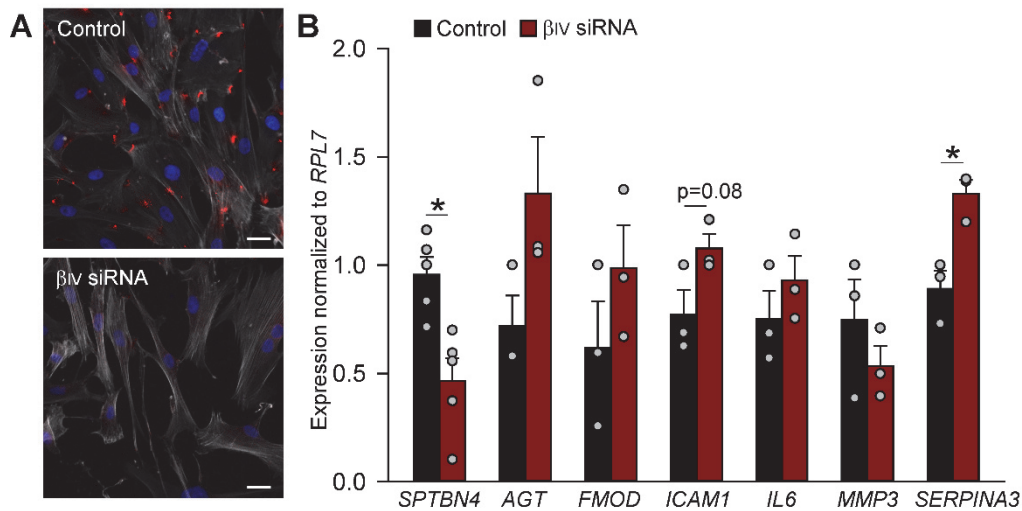 A
Control
βIV siRNA
B
Control
βIV siRNA
Expression normalized to RPL7
2.0
1.5
1.0
0.5
0.0
*
p=0.08
*
SPTBN4 AGT FMOD ICAM1 IL6 MMP3 SERPINA3